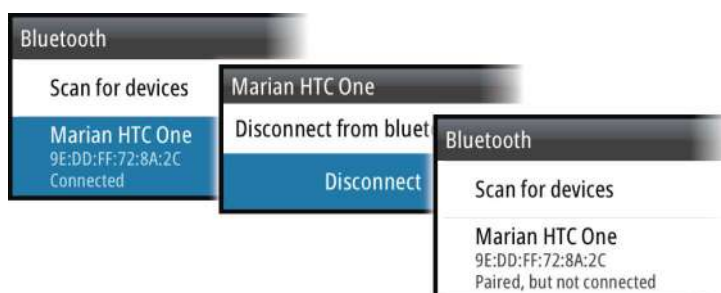 Bluetooth
Scan for devices
Marian HTC One
9E:DD:FF:72:8A:2C
Connected
Marian HTC One
Disconnect from bluet
Disconnect
Bluetooth
Scan for devices
Marian HTC One
9E:DD:FF:72:8A:2C
Paired, but not connected